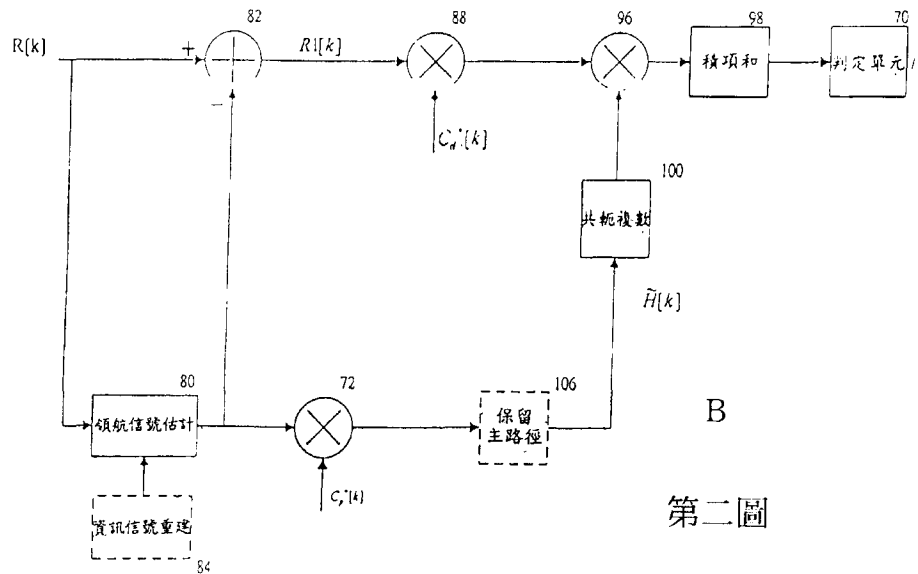 82
88
96
98
70
R[k]
+
R1[k]
積項和
判定單元
−
C_d^*[k]
100
共軛複數
H̃[k]
80
72
106
領航信號估計
保留
主路徑
B
C_p^*[k]
資訊信號重建
84
第二圖